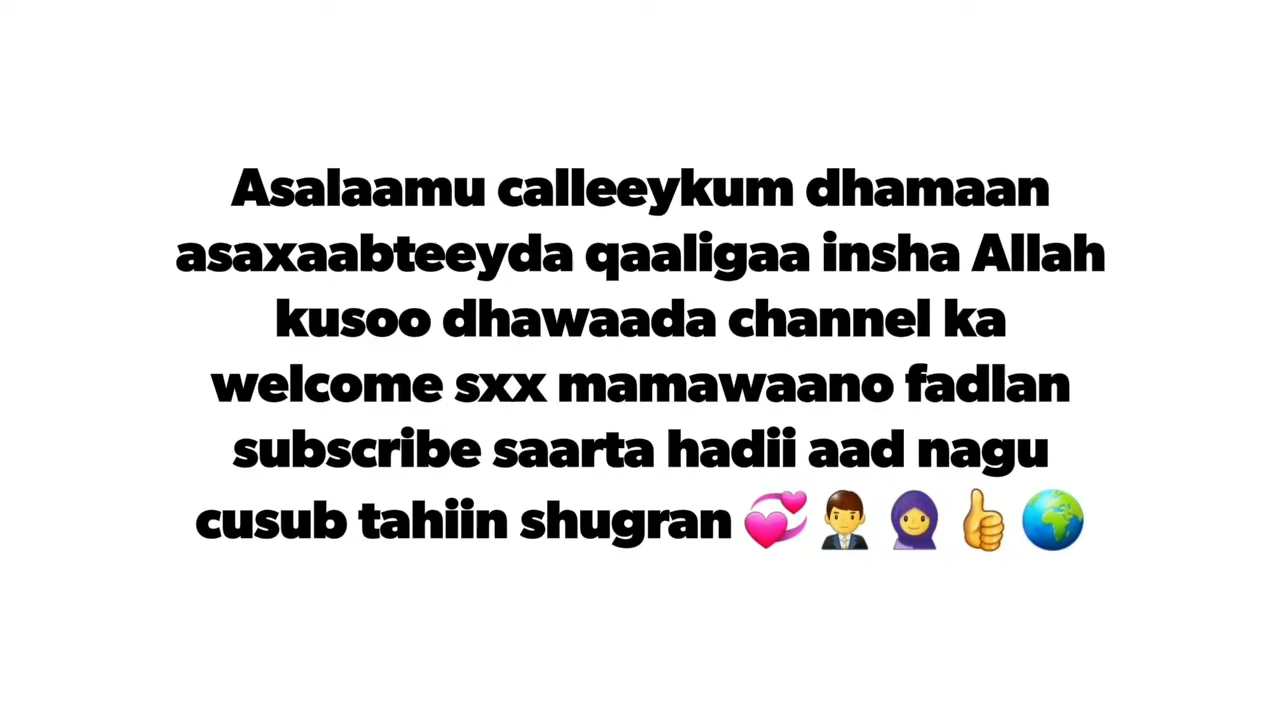 Asalaamu calleeykum dhamaan
asaxaabteeyda qaaligaa insha Allah
kusoo dhawaada channel ka
welcome sxx mamawaano fadlan
subscribe saarta hadii aad nagu
cusub tahiin shugran 💞👨‍💼🧕👍🌍